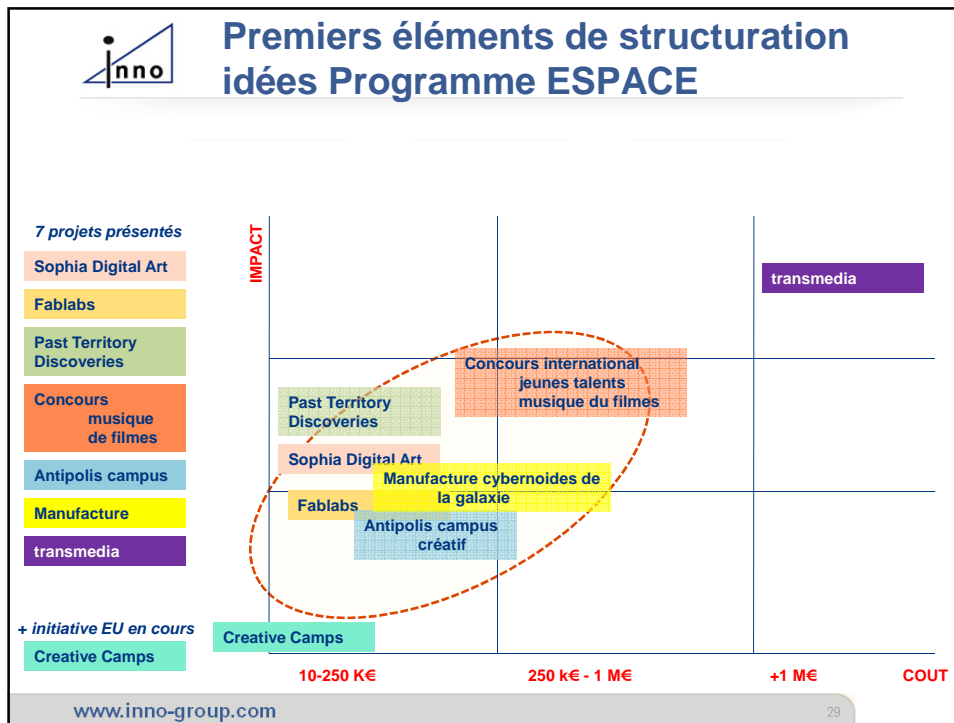 inno
Premiers éléments de structuration
idées Programme ESPACE
7 projets présentés
Sophia Digital Art
Fablabs
Past Territory
Discoveries
Concours
musique
de filmes
Antipolis campus
Manufacture
transmedia
+ initiative EU en cours
Creative Camps
IMPACT
transmedia
Concours international
jeunes talents
musique du filmes
Past Territory
Discoveries
Sophia Digital Art
Manufacture cybernoides de
la galaxie
Fablabs
Antipolis campus
créatif
Creative Camps
10-250 K€
250 k€ - 1 M€
+1 M€
COUT
www.inno-group.com
29